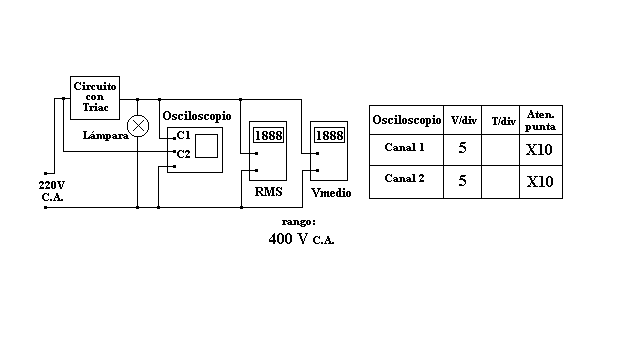 Circuito
con
Triac
Lámpara
Osciloscopio
C1
C2
1888
1888
RMS
Vmedio
220V
C.A.
rango:
400 V C.A.
Osciloscopio V/div T/div Aten. punta
Canal 1 5 X10
Canal 2 5 X10